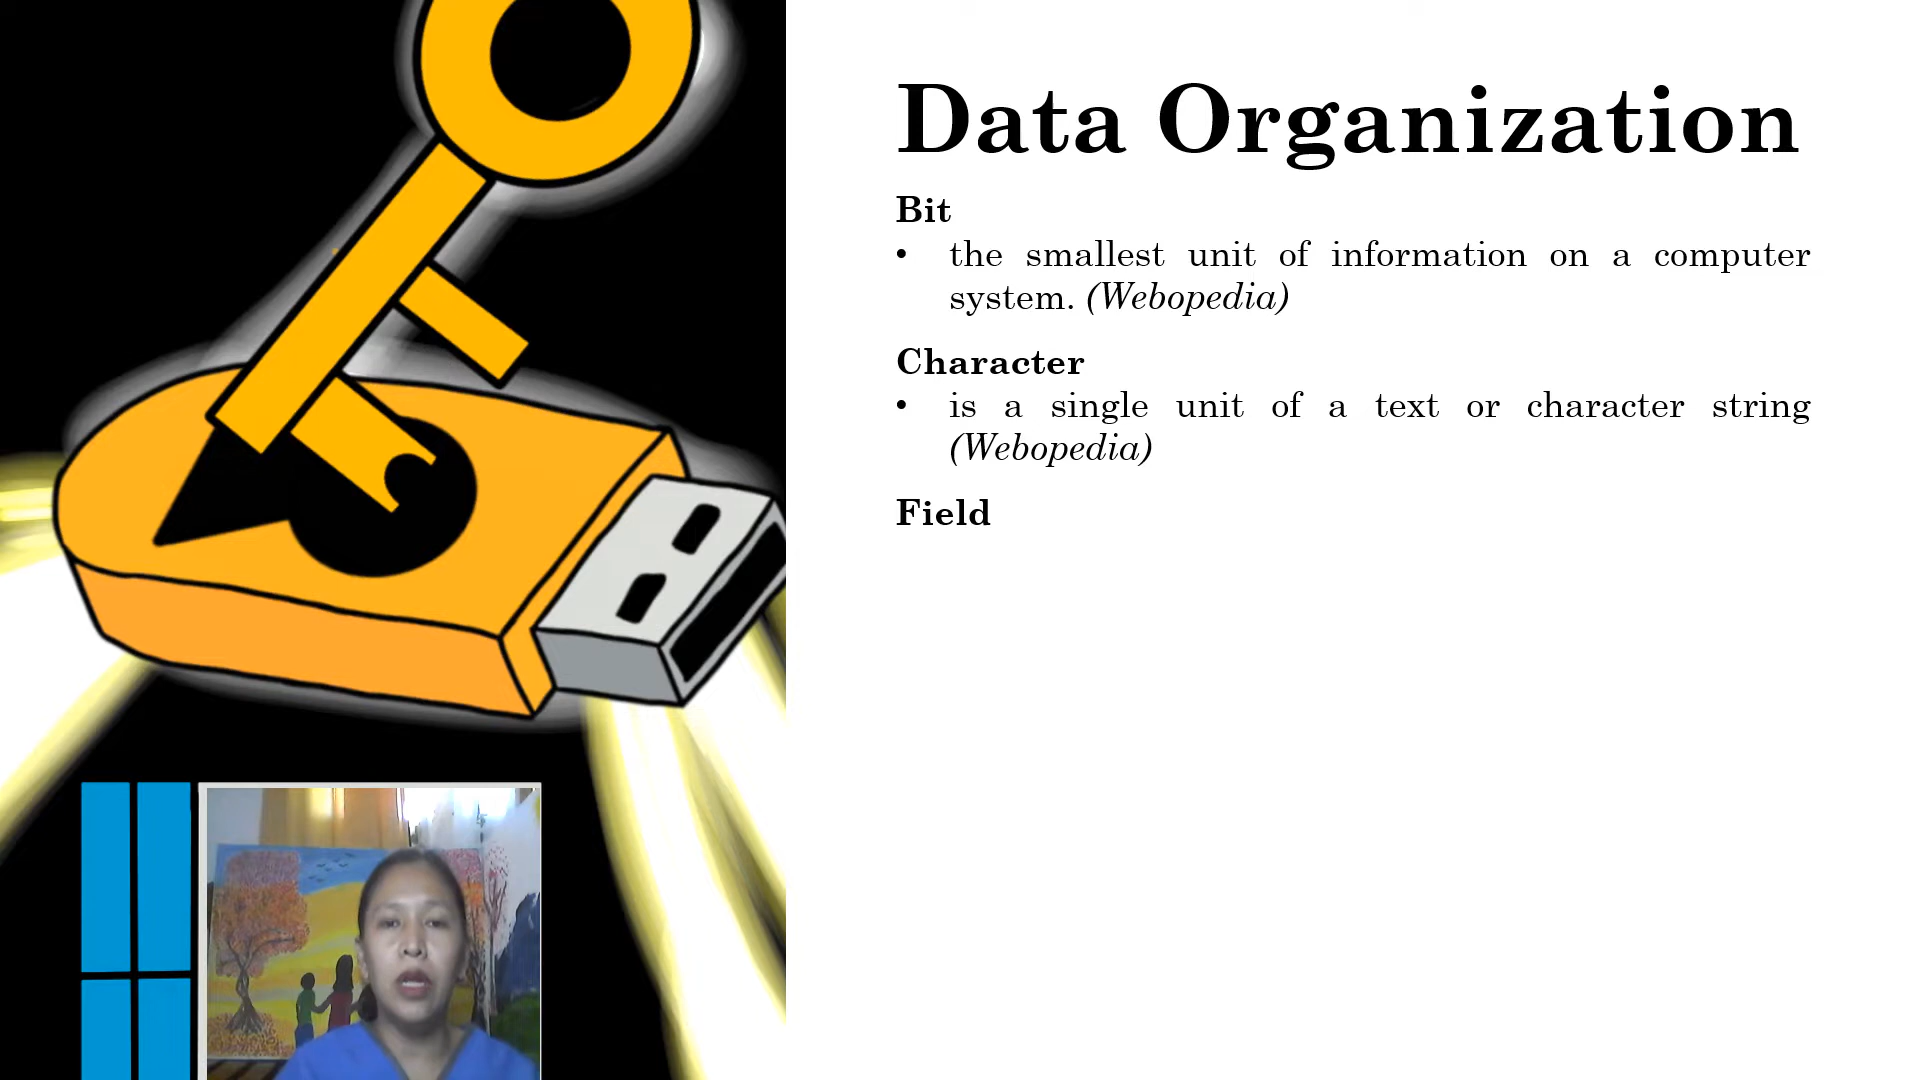 Data Organization
Bit
• the smallest unit of information on a computer
system. (Webopedia)
Character
• is a single unit of a text or character string
(Webopedia)
Field